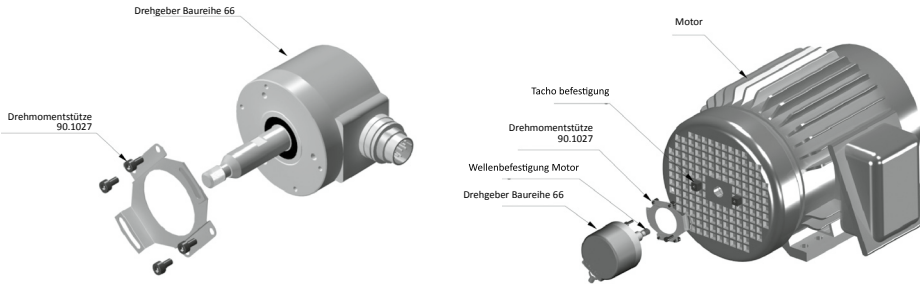 Drehgeber Baureihe 66
Drehmomentstütze
90.1027
Motor
Tacho befestigung
Drehmomentstütze
90.1027
Wellenbefestigung Motor
Drehgeber Baureihe 66